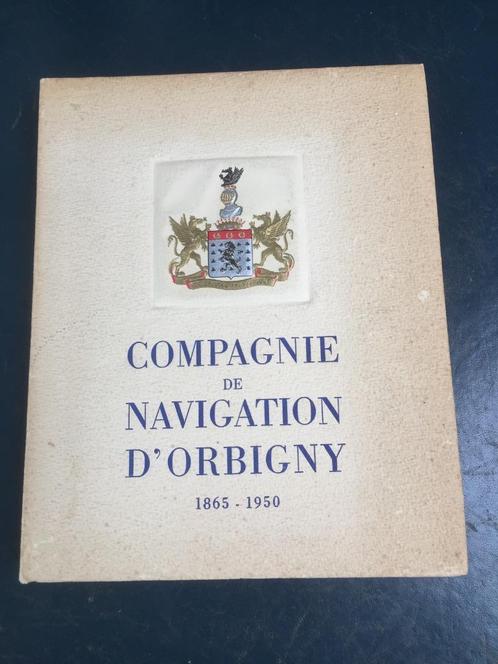 COMPAGNIE
DE
NAVIGATION
D'ORBIGNY
1865 - 1950